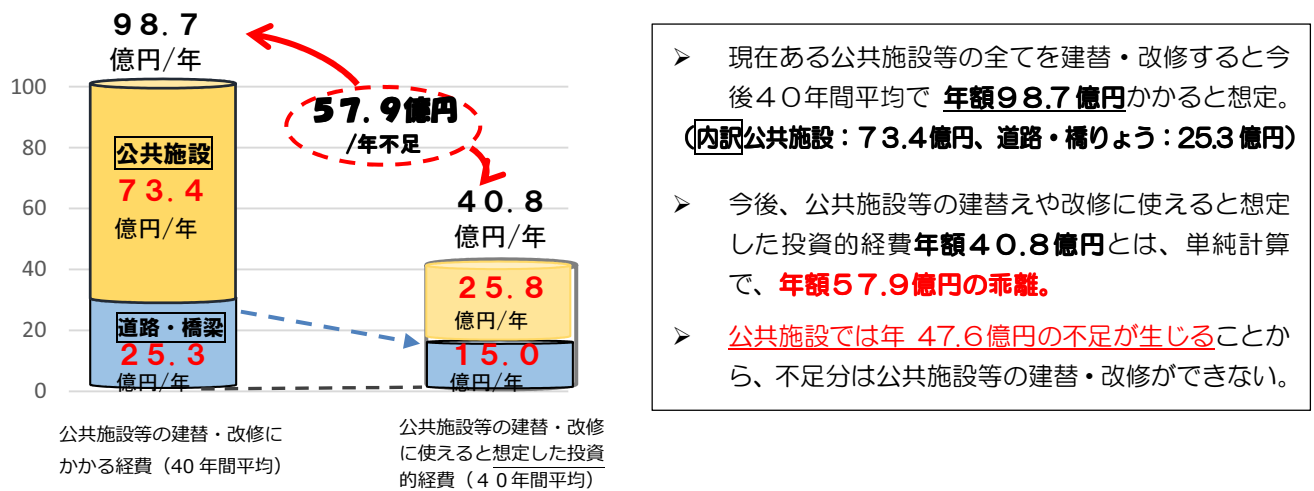 98.7
億円/年
100
80
60
40
20
0
公共施設
73.4
億円/年
道路・橋梁
25.3
億円/年
57.9億円
/年不足
40.8
億円/年
25.8
億円/年
15.0
億円/年
公共施設等の建替・改修に
かかる経費（40 年間平均）
公共施設等の建替・改修
に使えると想定した投資
的経費（４０年間平均）
➢ 現在ある公共施設等の全てを建替・改修すると今
後４０年間平均で 年額９８.７億円かかると想定。
（内訳公共施設：７３.４億円、道路・橋りょう：25.3 億円）
➢ 今後、公共施設等の建替えや改修に使えると想定
した投資的経費年額４０.８億円とは、単純計算
で、年額５７.９億円の乖離。
➢ 公共施設では年 47.6億円の不足が生じることか
ら、不足分は公共施設等の建替・改修ができない。